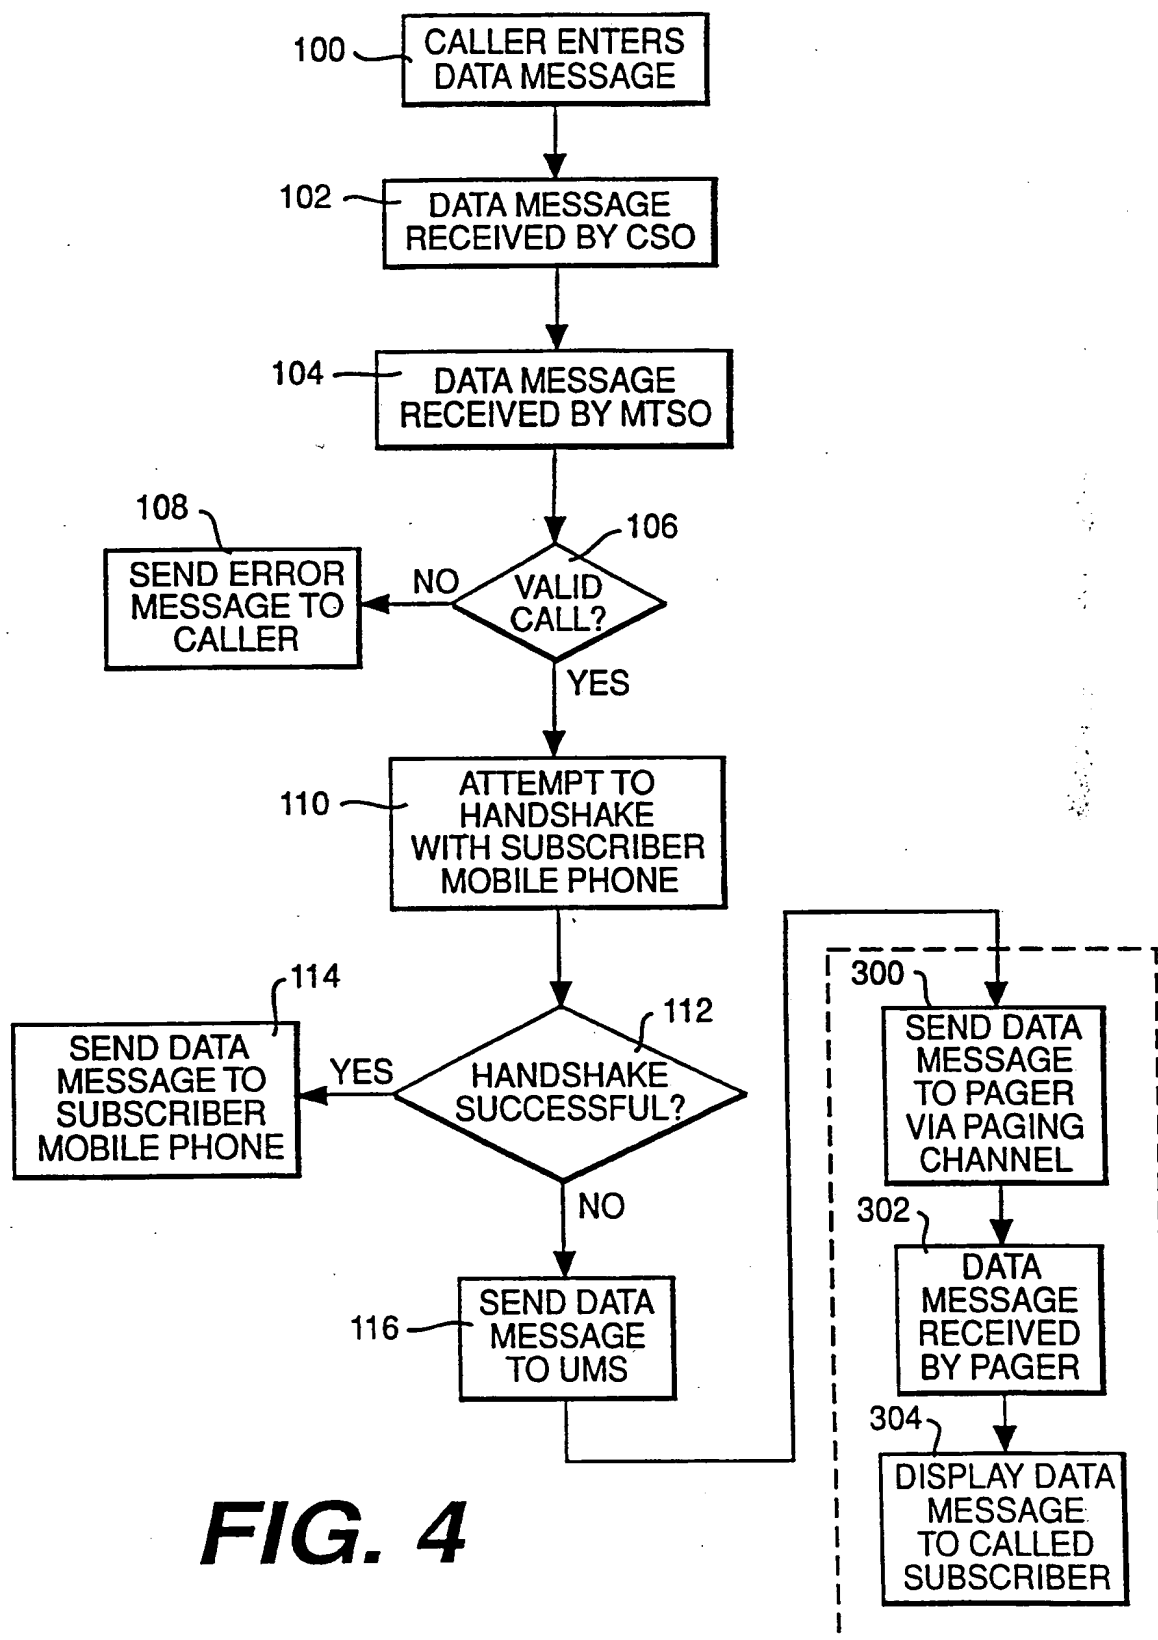 100
CALLER ENTERS
DATA MESSAGE
102
DATA MESSAGE
RECEIVED BY CSO
104
DATA MESSAGE
RECEIVED BY MTSO
106
VALID
CALL?
NO
108
SEND ERROR
MESSAGE TO
CALLER
YES
110
ATTEMPT TO
HANDSHAKE
WITH SUBSCRIBER
MOBILE PHONE
112
HANDSHAKE
SUCCESSFUL?
YES
114
SEND DATA
MESSAGE TO
SUBSCRIBER
MOBILE PHONE
NO
116
SEND DATA
MESSAGE
TO UMS
300
SEND DATA
MESSAGE
TO PAGER
VIA PAGING
CHANNEL
302
DATA
MESSAGE
RECEIVED
BY PAGER
304
DISPLAY DATA
MESSAGE
TO CALLED
SUBSCRIBER
FIG. 4